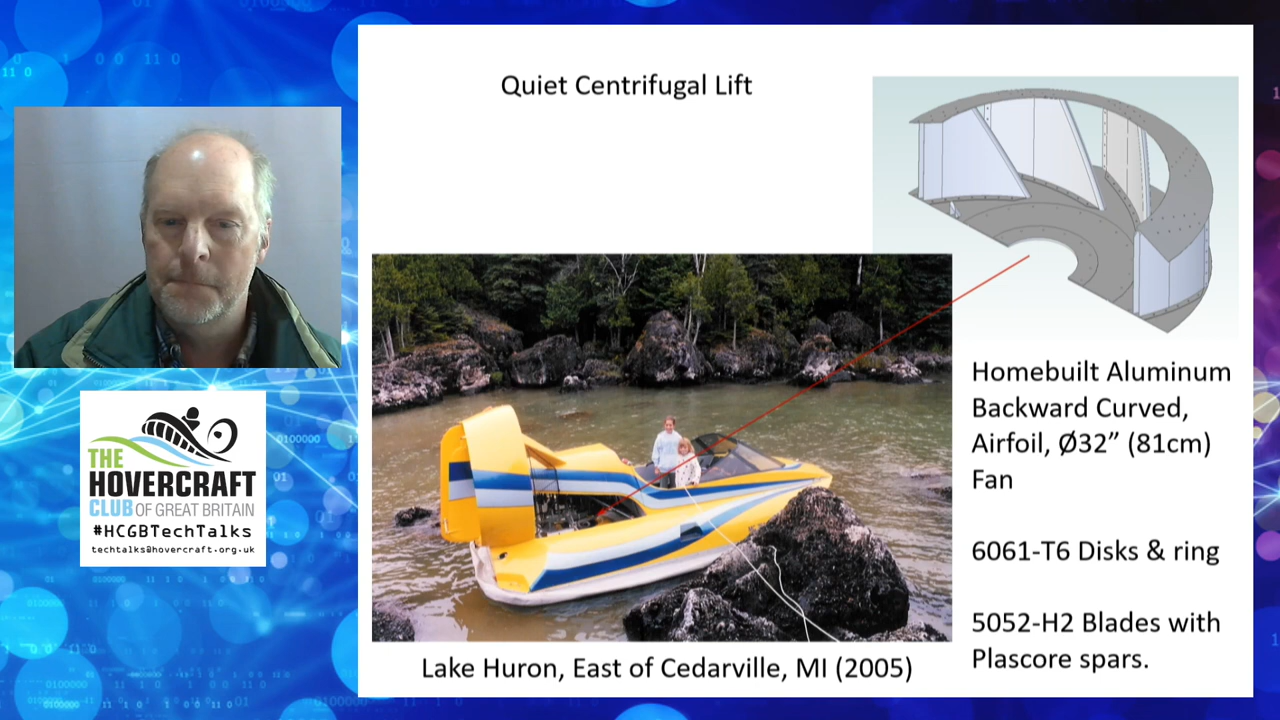 Quiet Centrifugal Lift
Homebuilt Aluminum
Backward Curved,
Airfoil, Ø32” (81cm)
Fan
6061-T6 Disks & ring
5052-H2 Blades with
Plascore spars.
Lake Huron, East of Cedarville, MI (2005)
THE
HOVERCRAFT
CLUB OF GREAT BRITAIN
#HCGBTechTalks
techtalks@hovercraft.org.uk